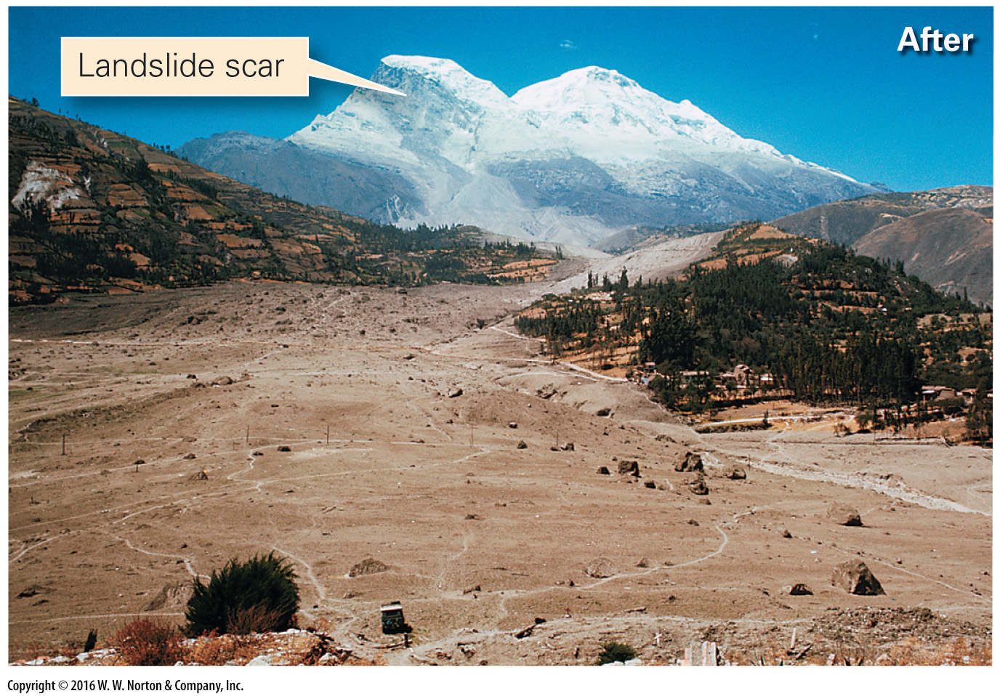 Landslide scar
After
Copyright © 2016 W. W. Norton & Company, Inc.